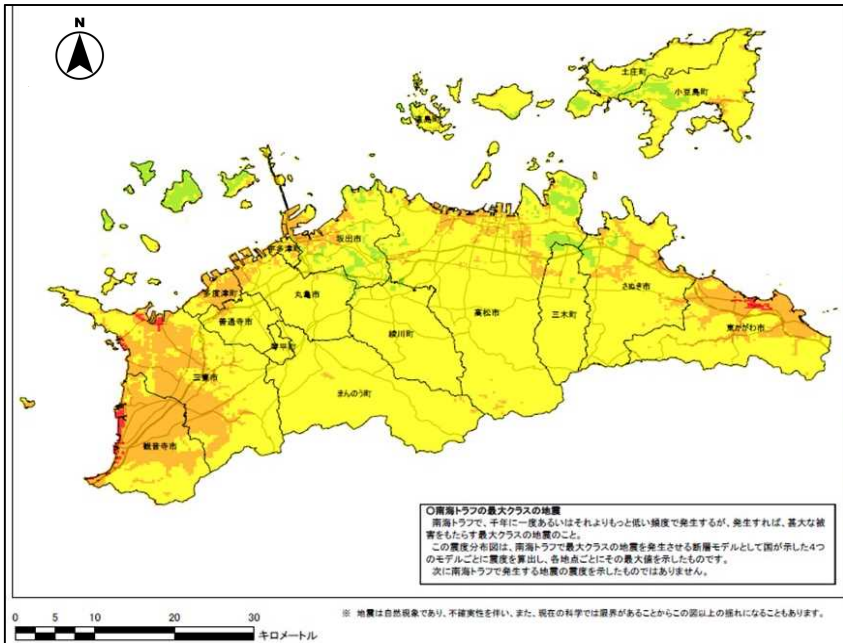 N
土庄町
小豆島町
直島町
坂出市
宇多津町
多度津町
丸亀市
善通寺市
琴平町
綾川町
高松市
三木町
さぬき市
東かがわ市
三豊市
まんのう町
観音寺市
○南海トラフの最大クラスの地震
南海トラフで、千年に一度あるいはそれよりもっと低い頻度で発生するが、発生すれば、甚大な被
害をもたらす最大クラスの地震のこと。
この震度分布図は、南海トラフで最大クラスの地震を発生させる断層モデルとして国が示した4つ
のモデルごとに震度を算出し、各地点ごとにその最大値を示したものです。
次に南海トラフで発生する地震の震度を示したものではありません。
※ 地震は自然現象であり、不確実性を伴い、また、現在の科学では限界があることからこの図以上の揺れになることもあります。
0 5 10 20 30
キロメートル